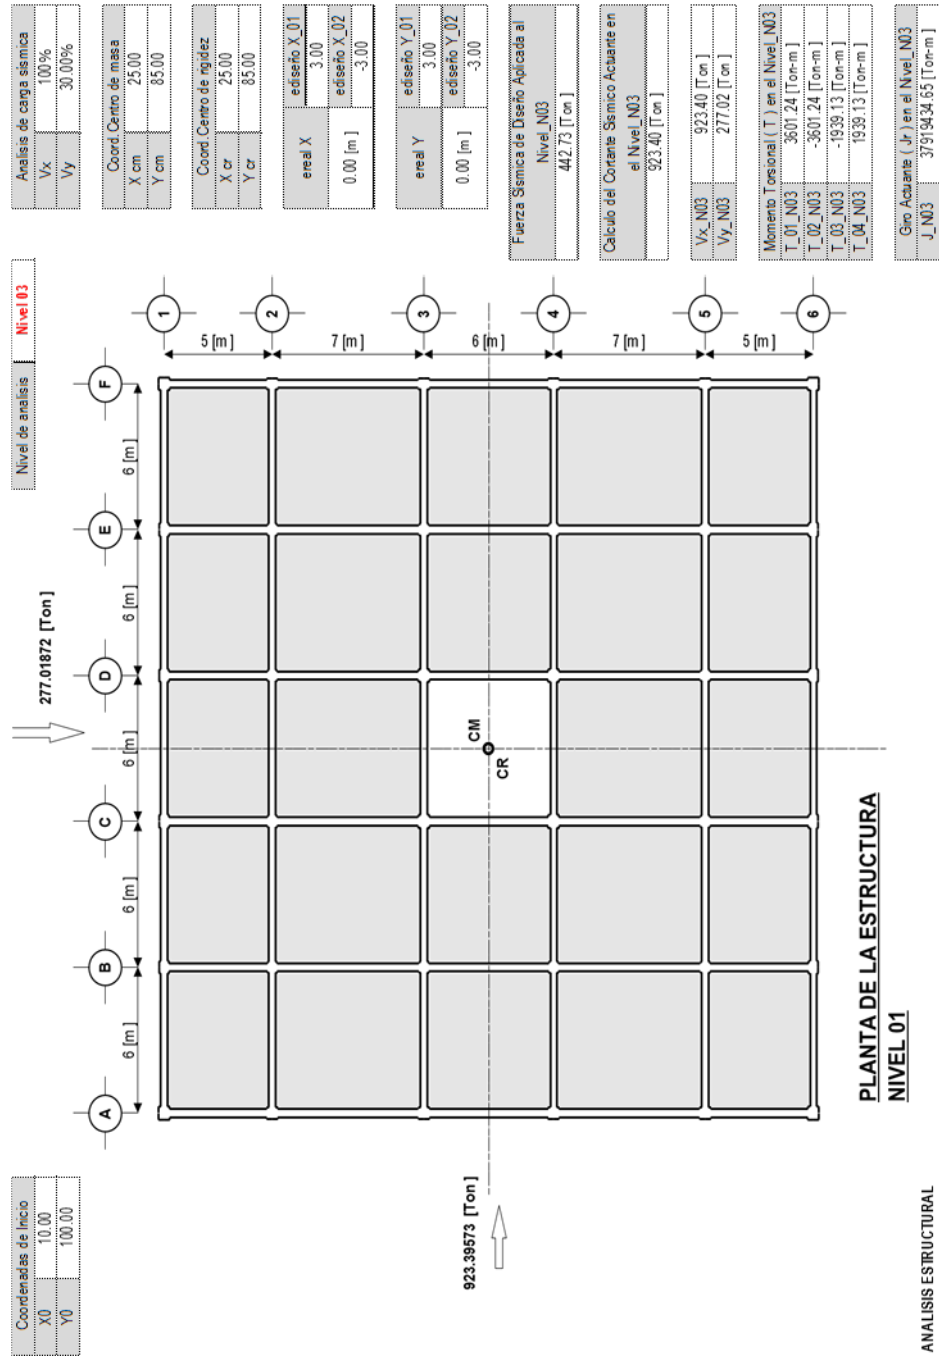 Coordenadas de Inicio
X0 10.00
Y0 100.00
Nivel de analisis Nivel 03
Analisis de carga sismica
Vx 100%
Vy 30.00%
Coord. Centro de masa
X cm 25.00
Y cm 85.00
Coord. Centro de rigidez
X cr 25.00
Y cr 85.00
ereal X ediseño X_01
3.00
0.00 [m ] ediseño X_02
-3.00
ereal Y ediseño Y_01
3.00
0.00 [m ] ediseño Y_02
-3.00
Fuerza Sismica de Diseño Aplicada al
Nivel_N03
442.73 [Ton ]
Calculo del Cortante Sismico Actuante en
el Nivel_N03
923.40 [Ton ]
Vx_N03 923.40 [Ton ]
Vy_N03 277.02 [Ton ]
Momento Torsional ( T ) en el Nivel_N03
T_01_N03 3601.24 [Ton-m ]
T_02_N03 -3601.24 [Ton-m ]
T_03_N03 -1939.13 [Ton-m ]
T_04_N03 1939.13 [Ton-m ]
Giro Actuante ( Jr ) en el Nivel_N03
J_N03 37919434.65 [Ton-m ]
277.01872 [Ton]
A B C D E F
6 [m ] 6 [m ] 6 [m ] 6 [m ] 6 [m ]
1
5 [m ]
2
7 [m ]
3
6 [m ]
4
7 [m ]
5
5 [m ]
6
923.39573 [Ton ]
CM
CR
PLANTA DE LA ESTRUCTURA
NIVEL 01
ANALISIS ESTRUCTURAL